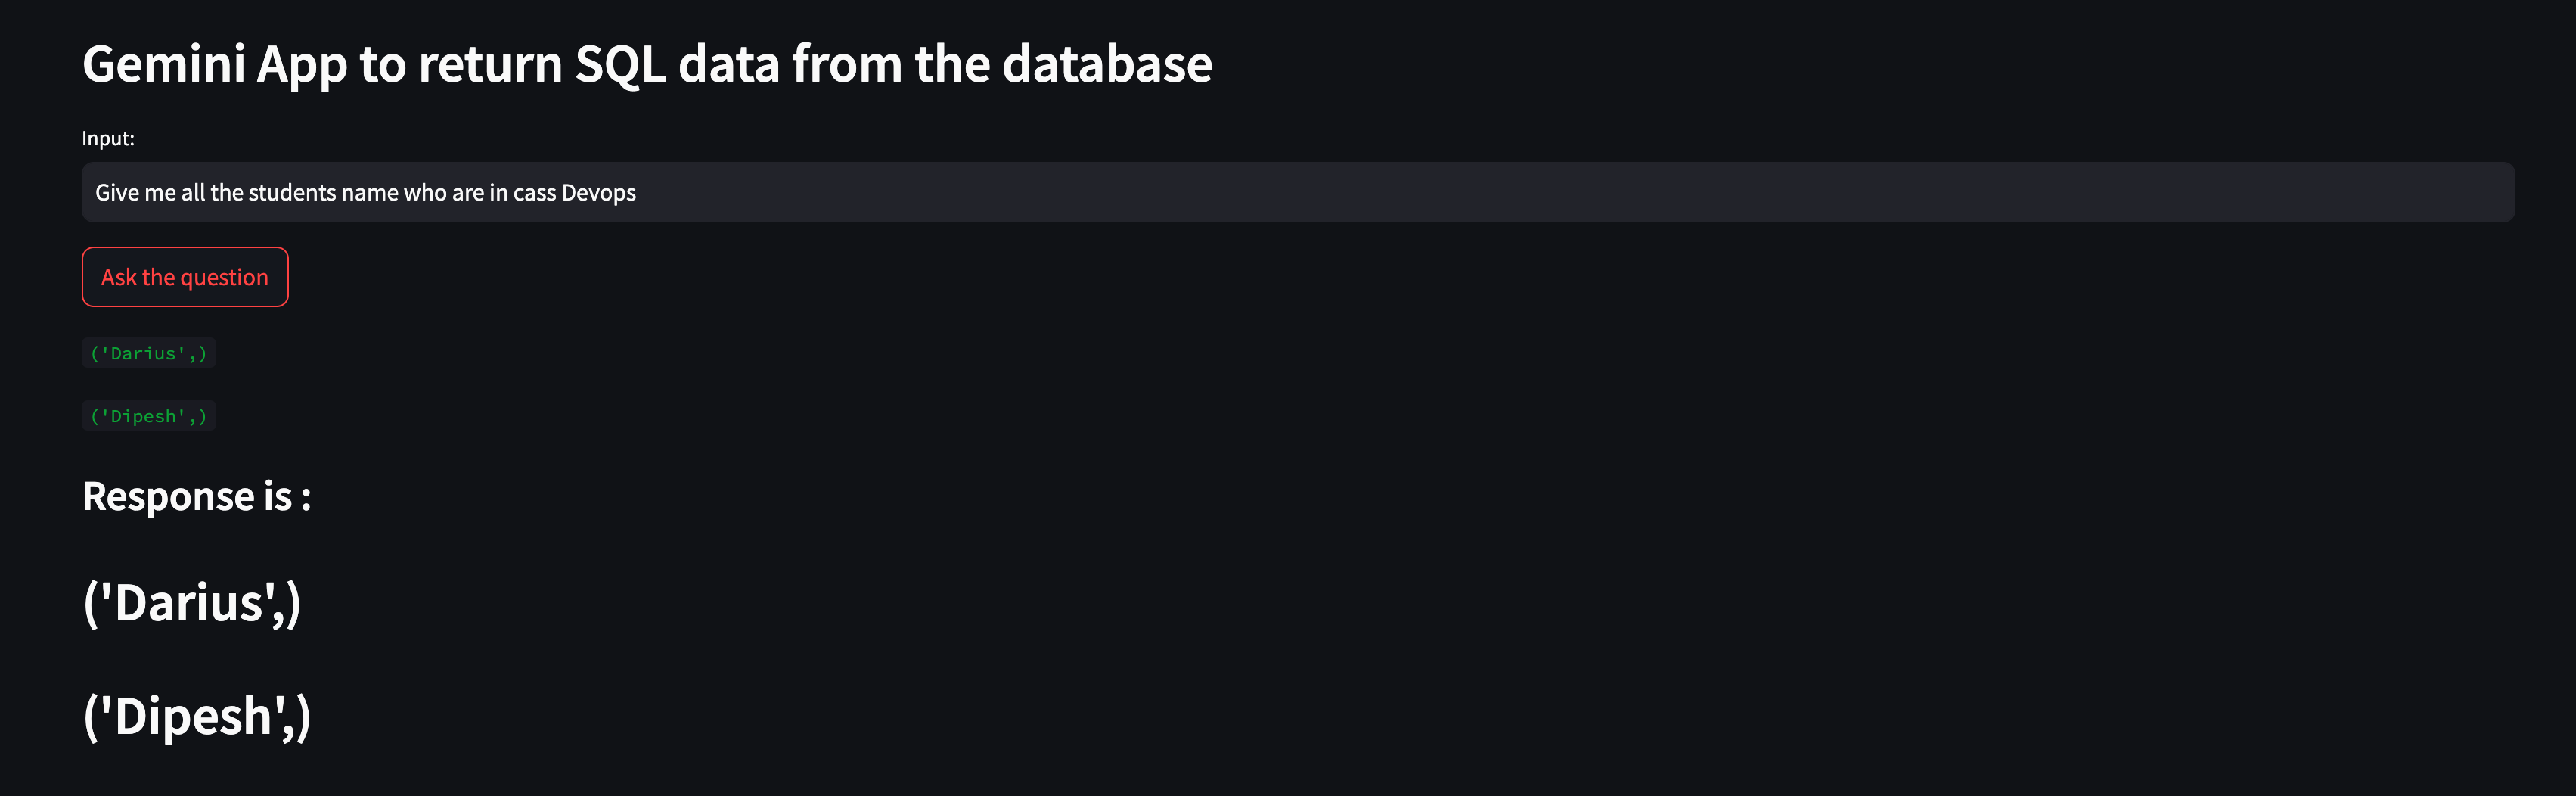 Gemini App to return SQL data from the database
Input:
Give me all the students name who are in cass Devops
Ask the question
('Darius',)
('Dipesh',)
Response is :
('Darius',)
('Dipesh',)